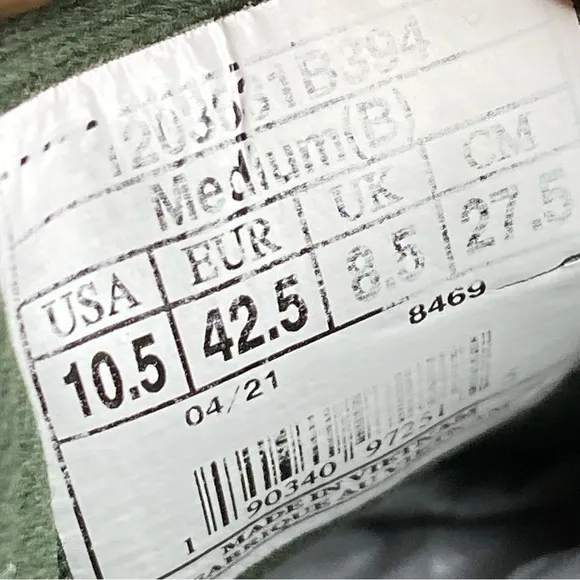 Medium(B)
USA EUR UK CM
10.5 42.5 8.5 27.5
8469
04/21
1 90340
MADE IN VIETNAM